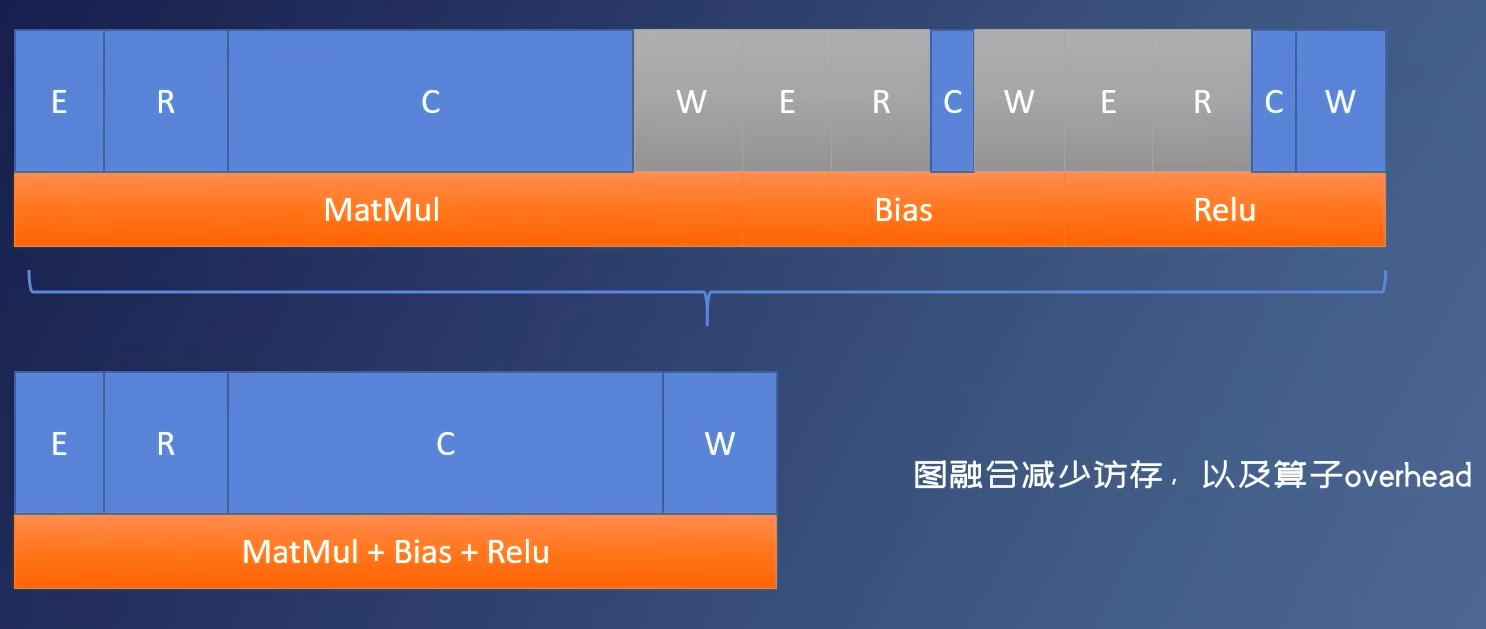 E R C W E R C W E R C W
MatMul Bias Relu
E R C W
图融合减少访存，以及算子overhead
MatMul + Bias + Relu